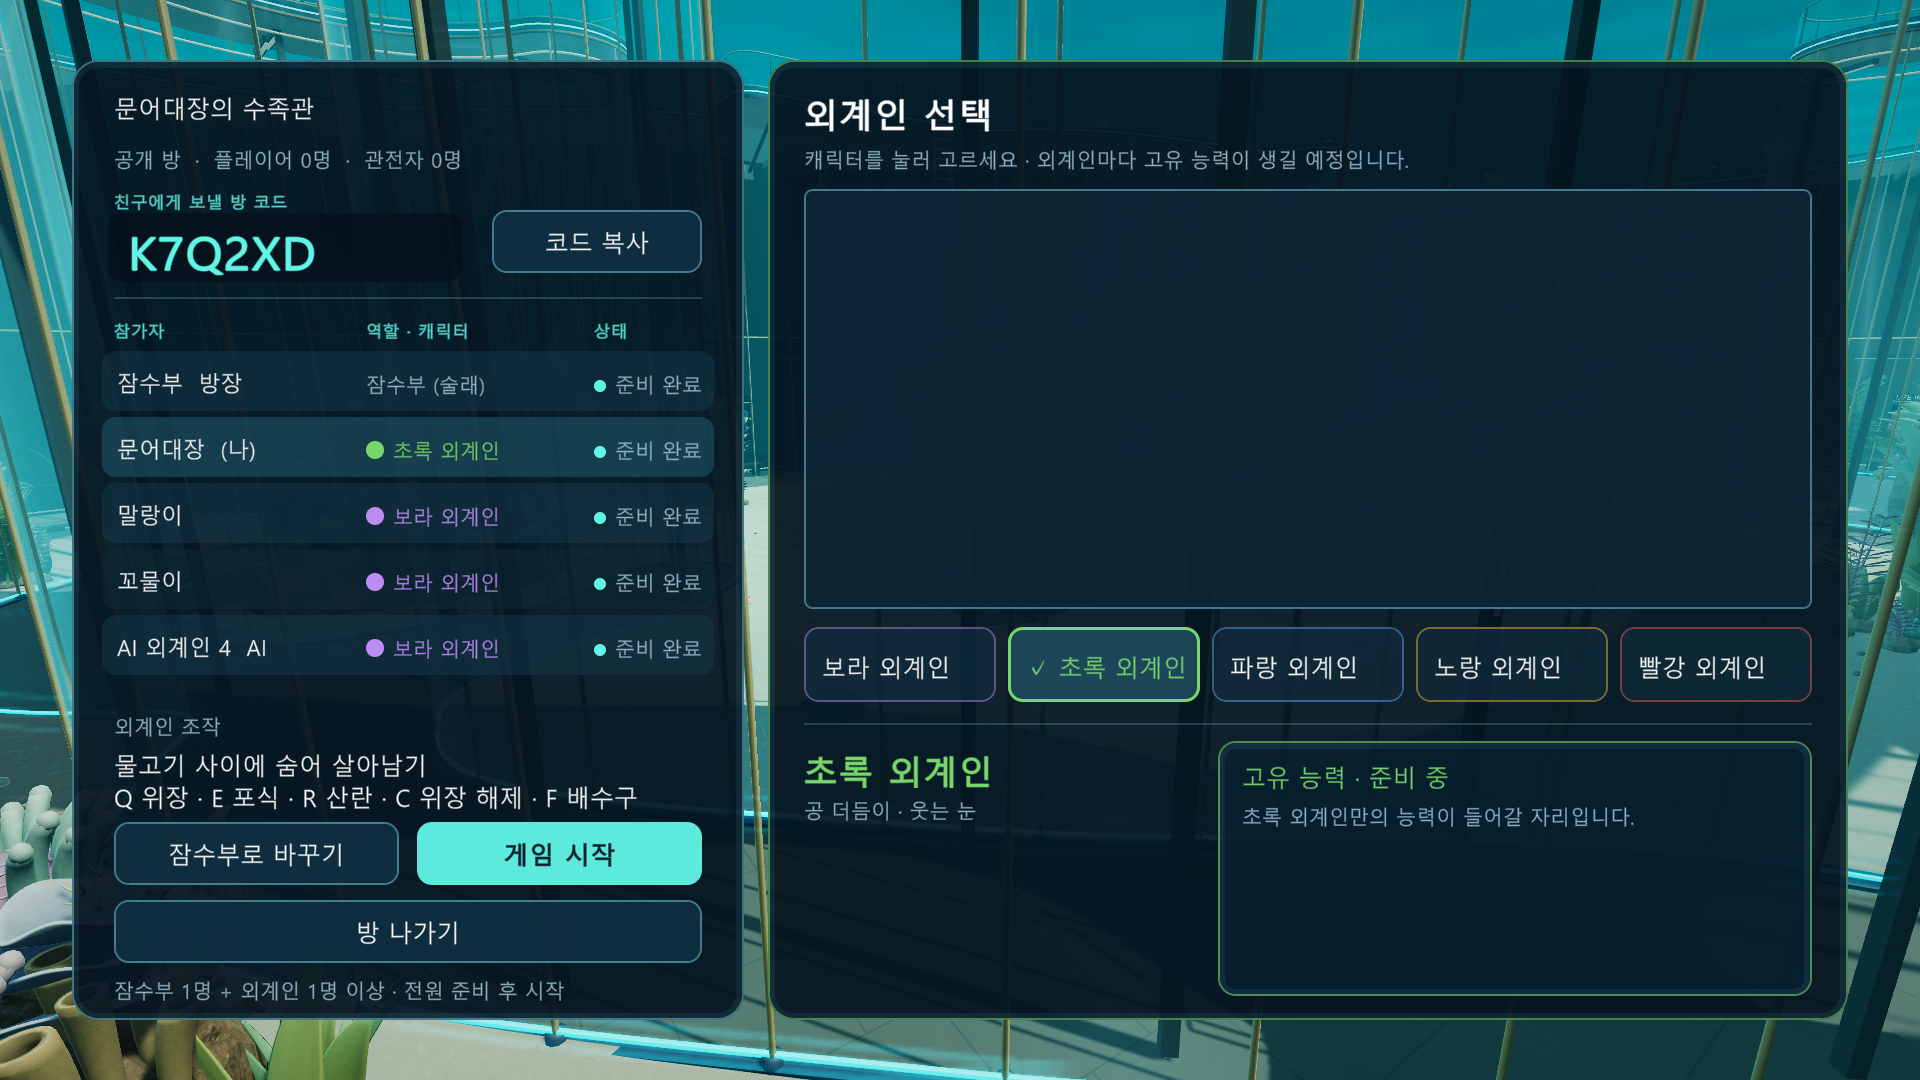 문어대장의 수족관
공개 방 · 플레이어 0명 · 관전자 0명
친구에게 보낼 방 코드
K7Q2XD
코드 복사
참가자 역할 · 캐릭터 상태
잠수부 방장 잠수부 (술래) 준비 완료
문어대장 (나) 초록 외계인 준비 완료
말랑이 보라 외계인 준비 완료
꼬물이 보라 외계인 준비 완료
AI 외계인 4 AI 보라 외계인 준비 완료
외계인 조작
물고기 사이에 숨어 살아남기
Q 위장 · E 포식 · R 산란 · C 위장 해제 · F 배수구
잠수부로 바꾸기
게임 시작
방 나가기
잠수부 1명 + 외계인 1명 이상 · 전원 준비 후 시작
외계인 선택
캐릭터를 눌러 고르세요 · 외계인마다 고유 능력이 생길 예정입니다.
보라 외계인
✓ 초록 외계인
파랑 외계인
노랑 외계인
빨강 외계인
초록 외계인
공 더듬이 · 웃는 눈
고유 능력 · 준비 중
초록 외계인만의 능력이 들어갈 자리입니다.